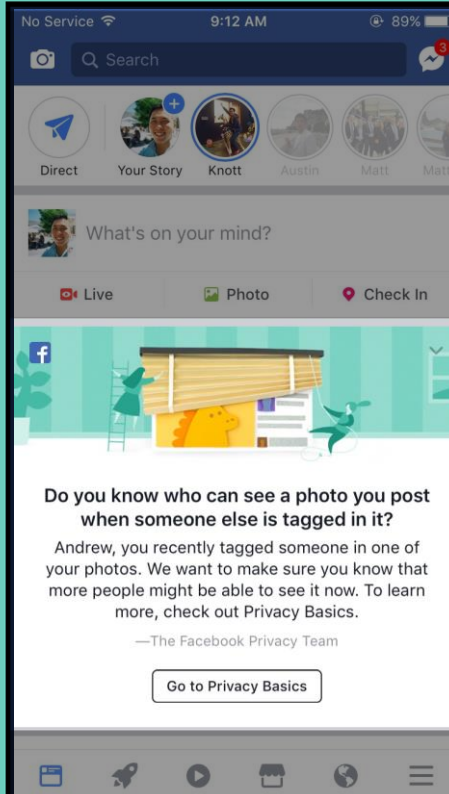 No Service 9:12 AM 89%
Search 3
Direct Your Story Knott Austin Matt Matt
What's on your mind?
Live Photo Check In
f
Do you know who can see a photo you post
when someone else is tagged in it?
Andrew, you recently tagged someone in one of
your photos. We want to make sure you know that
more people might be able to see it now. To learn
more, check out Privacy Basics.
—The Facebook Privacy Team
Go to Privacy Basics